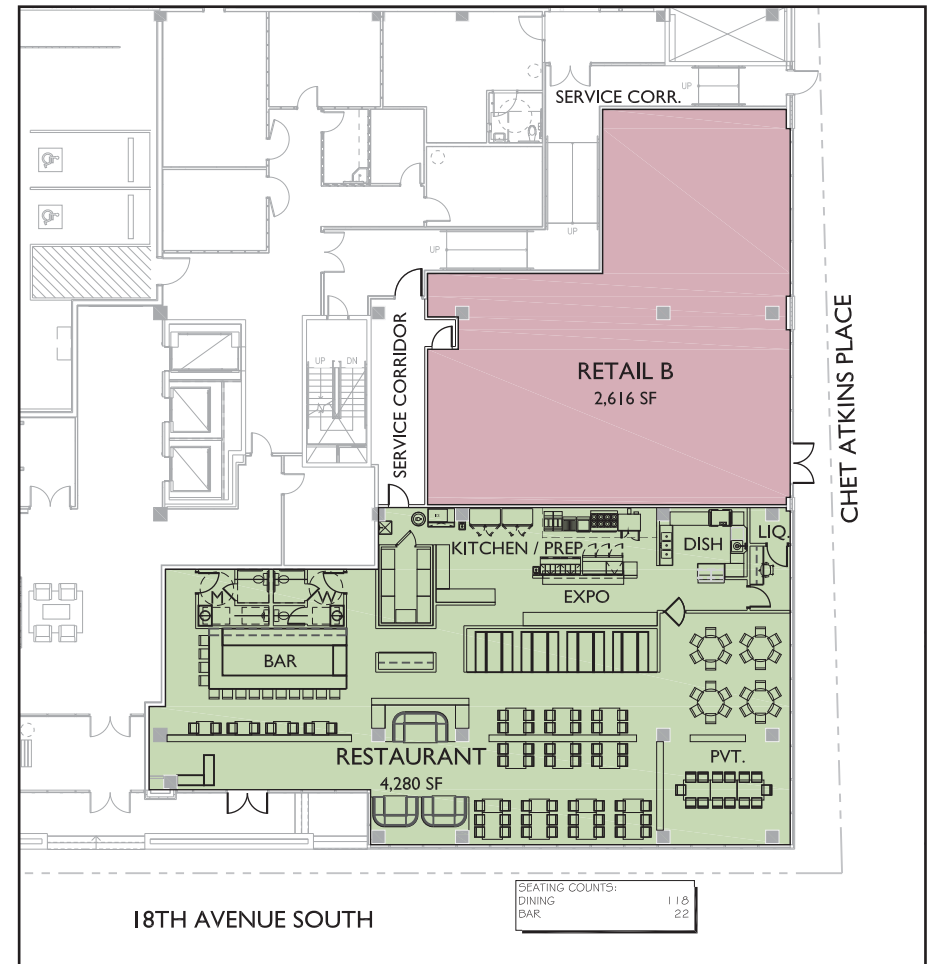 UP
SERVICE CORR.
UP
UP
SERVICE CORRIDOR
UP DN
RETAIL B
2,616 SF
CHET ATKINS PLACE
KITCHEN / PREP
DISH
LIQ.
EXPO
M
W
BAR
RESTAURANT
4,280 SF
PVT.
SEATING COUNTS:
DINING 118
BAR 22
18TH AVENUE SOUTH